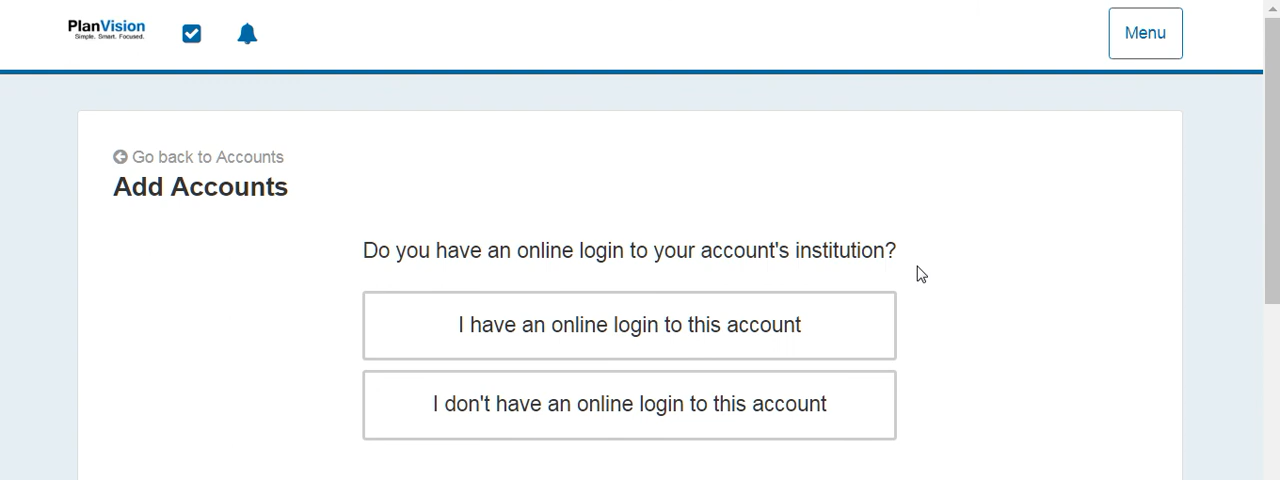 PlanVision
Simple. Smart. Focused.
Menu
Go back to Accounts
Add Accounts
Do you have an online login to your account's institution?
I have an online login to this account
I don't have an online login to this account